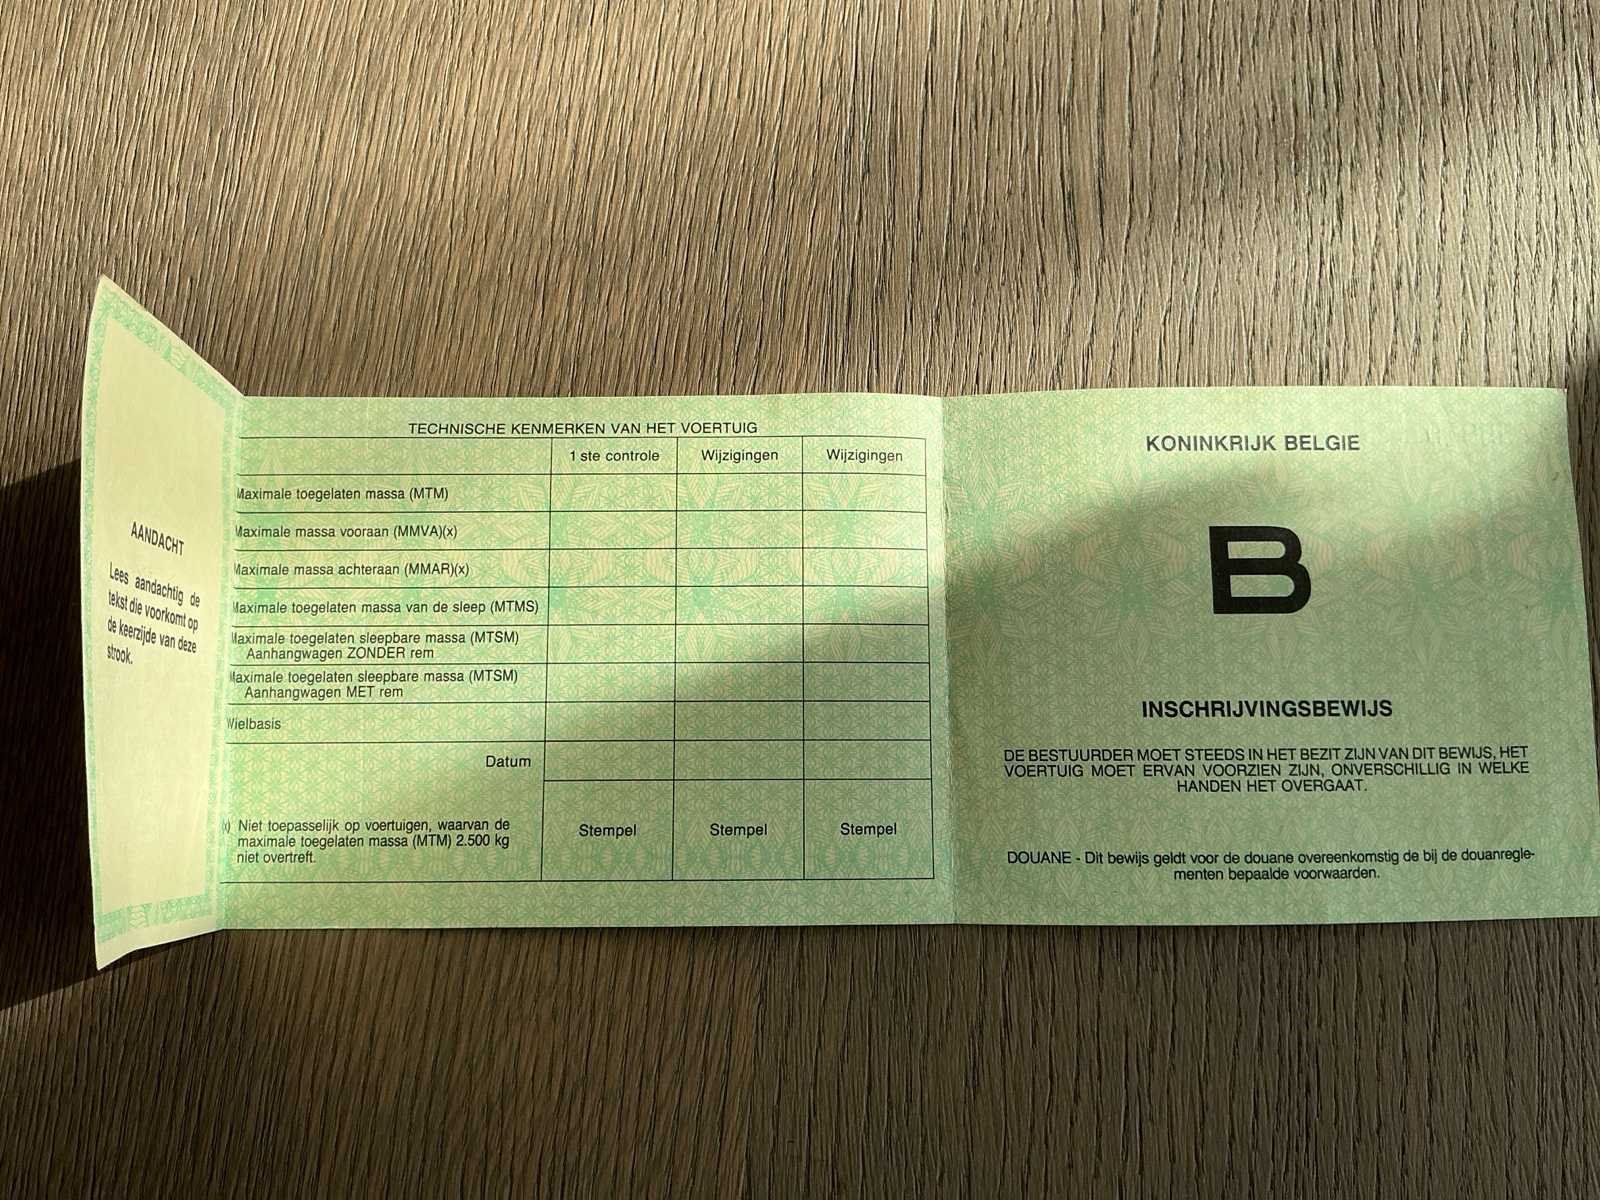 AANDACHT
Lees aandachtig de
tekst die voorkomt op
de keerzijde van deze
strook.
TECHNISCHE KENMERKEN VAN HET VOERTUIG
1 ste controle Wijzigingen Wijzigingen
Maximale toegelaten massa (MTM)
Maximale massa vooraan (MMVA)(x)
Maximale massa achteraan (MMAR)(x)
Maximale toegelaten massa van de sleep (MTMS)
Maximale toegelaten sleepbare massa (MTSM)
Aanhangwagen ZONDER rem
Maximale toegelaten sleepbare massa (MTSM)
Aanhangwagen MET rem
Wielbasis
Datum
(x) Niet toepasselijk op voertuigen, waarvan de
maximale toegelaten massa (MTM) 2.500 kg
niet overtreft.
Stempel Stempel Stempel
KONINKRIJK BELGIE
B
INSCHRIJVINGSBEWIJS
DE BESTUURDER MOET STEEDS IN HET BEZIT ZIJN VAN DIT BEWIJS, HET
VOERTUIG MOET ERVAN VOORZIEN ZIJN, ONVERSCHILLIG IN WELKE
HANDEN HET OVERGAAT.
DOUANE - Dit bewijs geldt voor de douane overeenkomstig de bij de douanregle-
menten bepaalde voorwaarden.